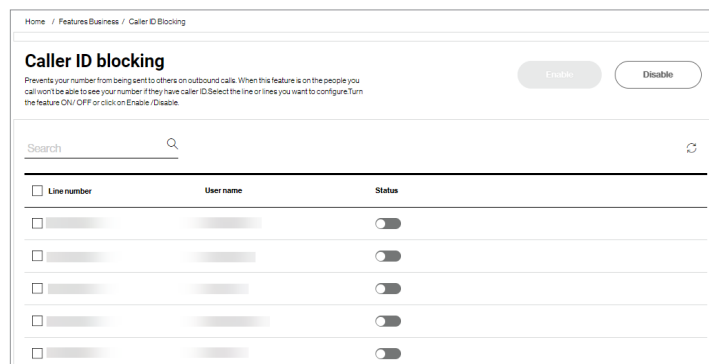 Home / Features Business / Caller ID Blocking
Caller ID blocking
Prevents your number from being sent to others on outbound calls. When this feature is on the people you
call won't be able to see your number if they have caller ID.Select the line or lines you want to configure.Turn
the feature ON/ OFF or click on Enable /Disable.
Enable
Disable
Search
Line number User name Status